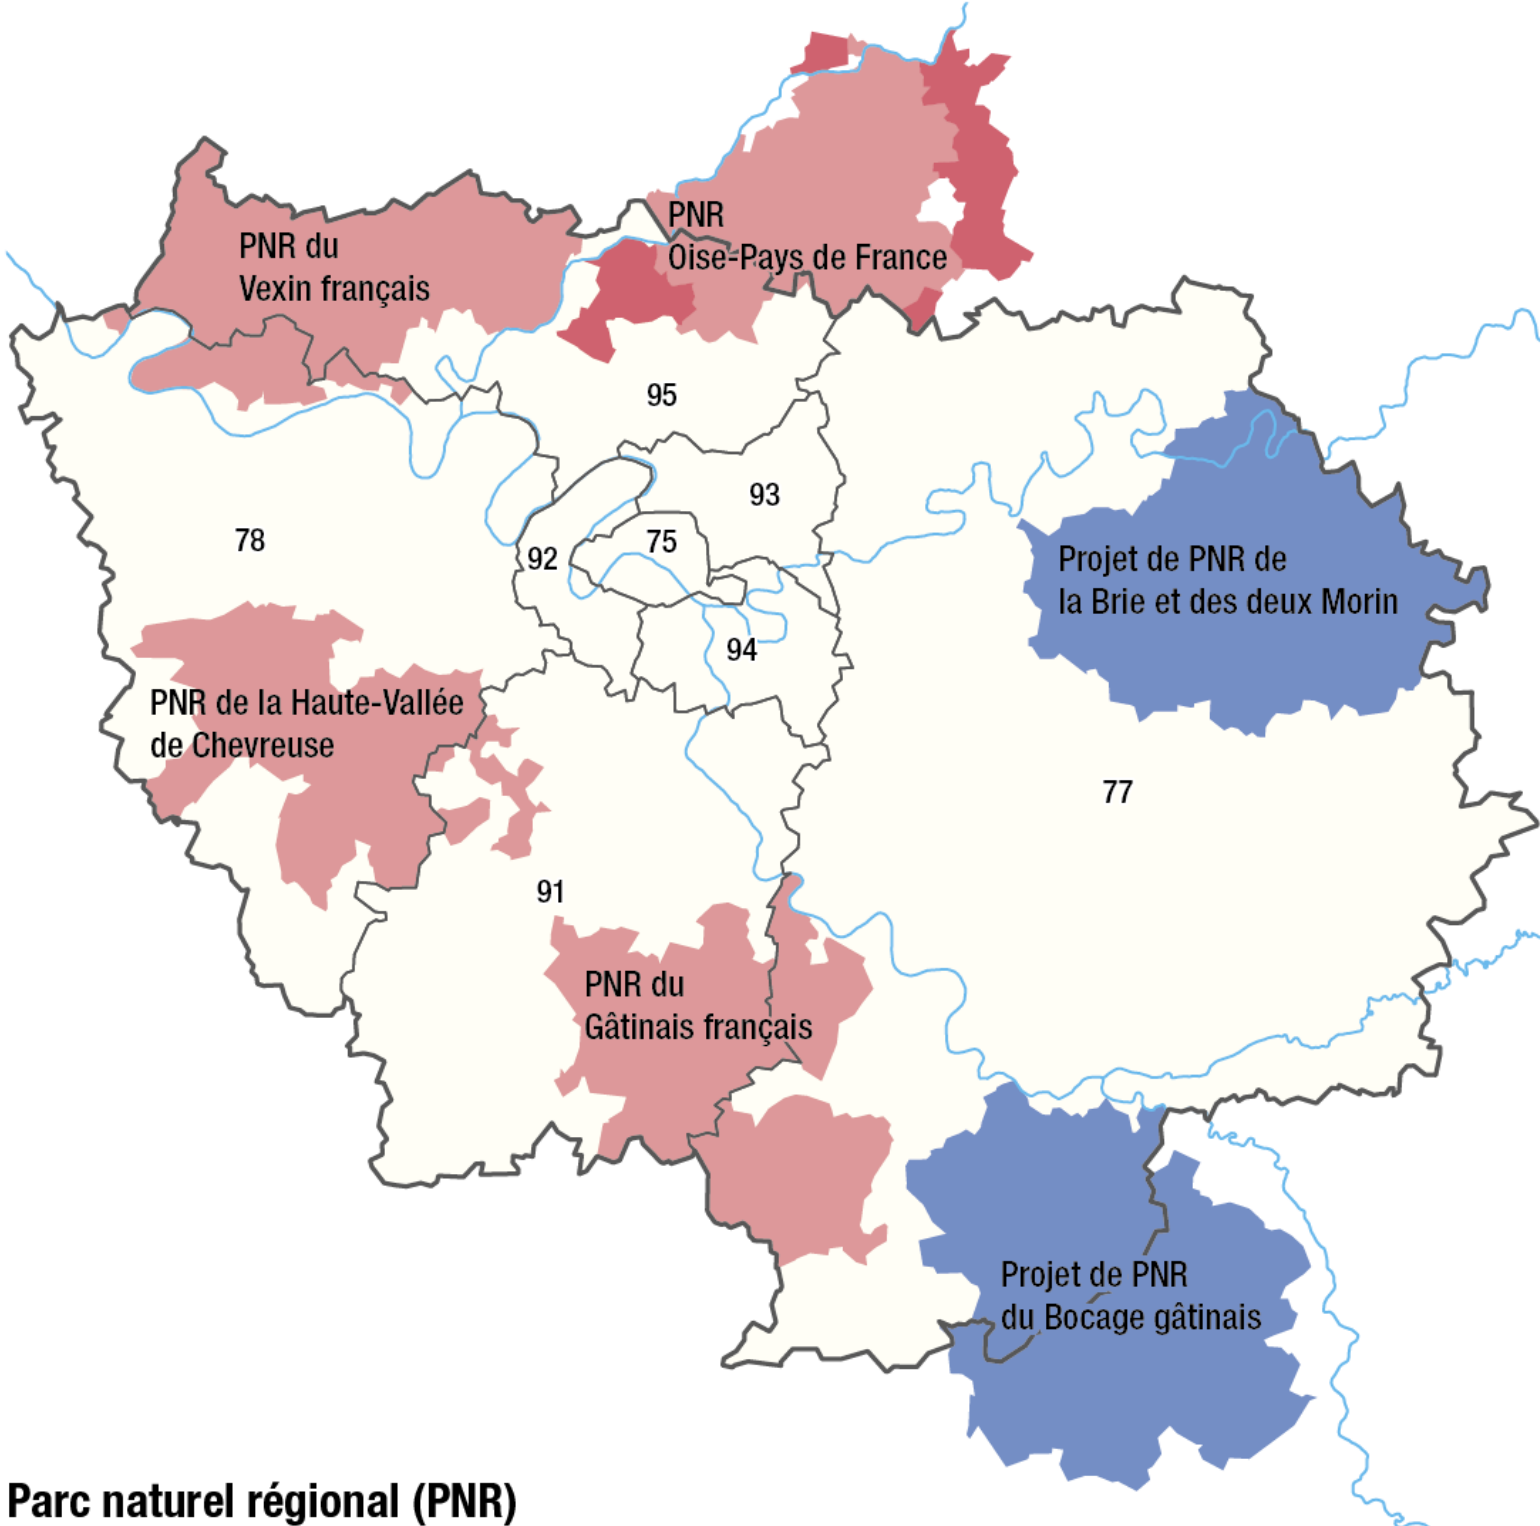 PNR
Oise-Pays de France
PNR du
Vexin français
95
93
78
75
92
Projet de PNR de
la Brie et des deux Morin
94
PNR de la Haute-Vallée
de Chevreuse
77
91
PNR du
Gâtinais français
Projet de PNR
du Bocage gâtinais
Parc naturel régional (PNR)